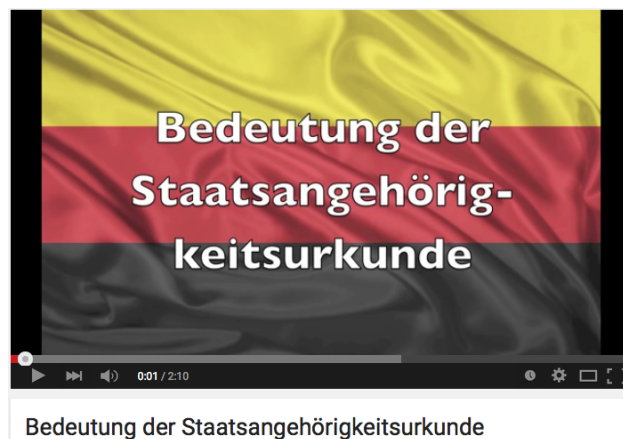 Bedeutung der
Staatsangehörig-
keitsurkunde
0:01 / 2:10
Bedeutung der Staatsangehörigkeitsurkunde